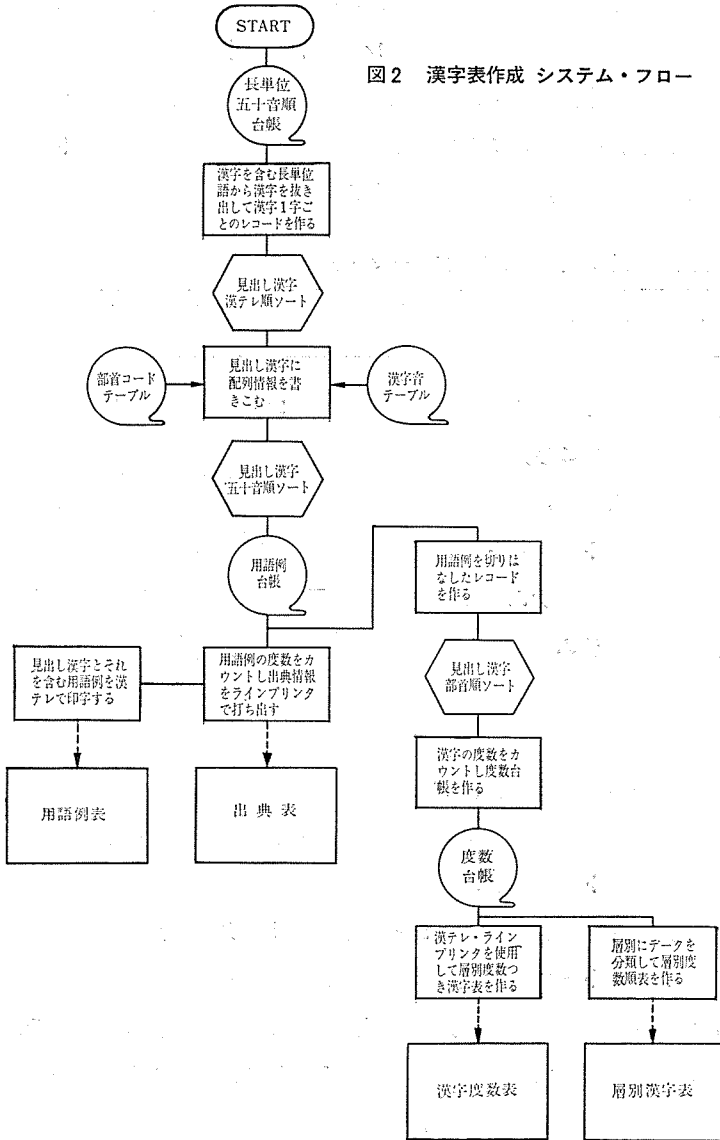 START
図2 漢字表作成 システム・フロー
長単位
五十音順
台帳
漢字を含む長単位
語から漢字を抜き
出して漢字1字ご
とのレコードを作る
見出し漢字
漢テレ順ソート
部首コード
テーブル
見出し漢字に
配列情報を書
きこむ
漢字音
テーブル
見出し漢字
五十音順ソート
用語例
台帳
用語例を切りは
なしたレコード
を作る
見出し漢字とそれ
を含む用語例を漢
テレで印字する
用語例の度数をカ
ウントし出典情報
をラインプリンタ
で打ち出す
見出し漢字
部首順ソート
漢字の度数をカ
ウントし度数台
帳を作る
用語例表
出典表
度数
台帳
漢テレ・ライン
プリンタを使用
して層別度数つ
き漢字表を作る
層別にデータを
分類して層別度
数順表を作る
漢字度数表
層別漢字表